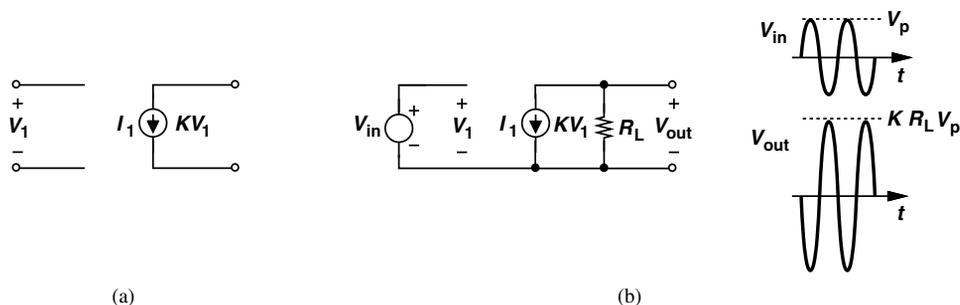 +
V1
−
I1
KV1
Vin
+
−
+
V1
−
I1
KV1
RL
+
Vout
−
Vin
Vp
t
Vout
K RL Vp
t
(a)
(b)